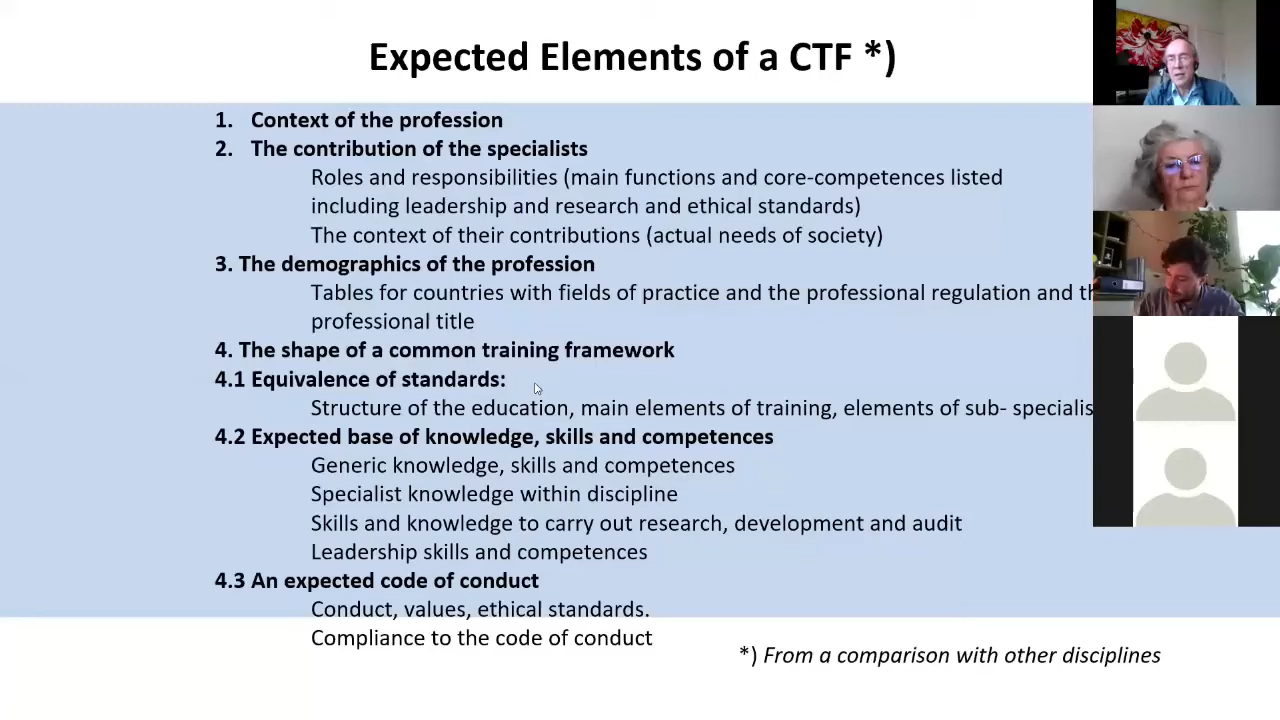 Expected Elements of a CTF *)
1. Context of the profession
2. The contribution of the specialists
Roles and responsibilities (main functions and core-competences listed
including leadership and research and ethical standards)
The context of their contributions (actual needs of society)
3. The demographics of the profession
Tables for countries with fields of practice and the professional regulation and
professional title
4. The shape of a common training framework
4.1 Equivalence of standards:
Structure of the education, main elements of training, elements of sub-
4.2 Expected base of knowledge, skills and competences
Generic knowledge, skills and competences
Specialist knowledge within discipline
Skills and knowledge to carry out research, development and audit
Leadership skills and competences
4.3 An expected code of conduct
Conduct, values, ethical standards.
Compliance to the code of conduct
*) From a comparison with other disciplines